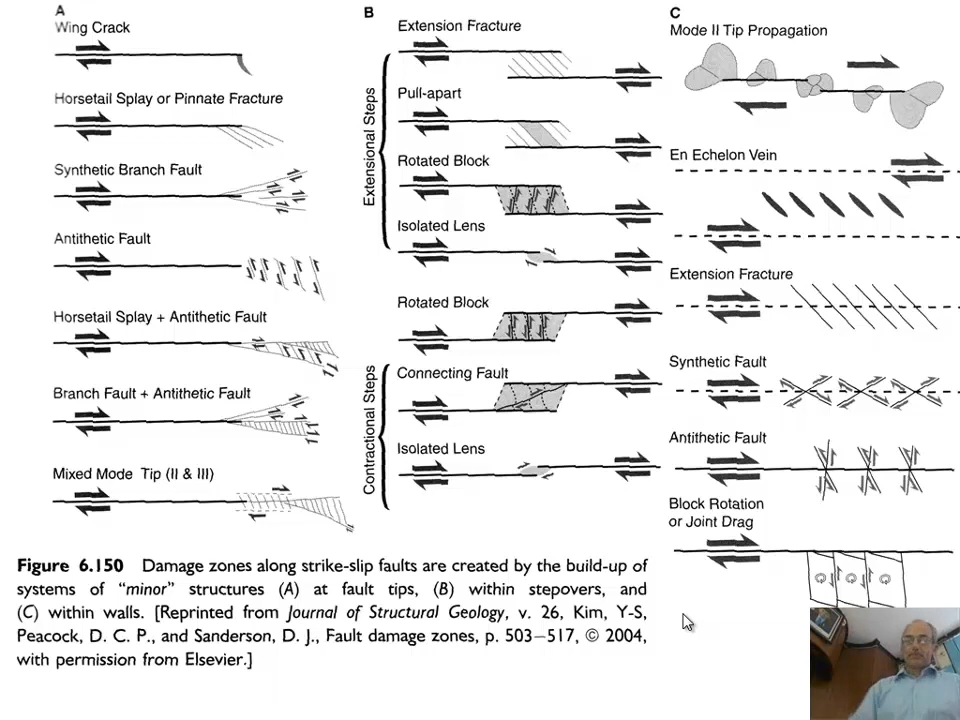 A
Wing Crack
Horsetail Splay or Pinnate Fracture
Synthetic Branch Fault
Antithetic Fault
Horsetail Splay + Antithetic Fault
Branch Fault + Antithetic Fault
Mixed Mode Tip (II & III)
B
Extensional Steps
Extension Fracture
Pull-apart
Rotated Block
Isolated Lens
Contractional Steps
Rotated Block
Connecting Fault
Isolated Lens
C
Mode II Tip Propagation
En Echelon Vein
Extension Fracture
Synthetic Fault
Antithetic Fault
Block Rotation
or Joint Drag
Figure 6.150 Damage zones along strike-slip faults are created by the build-up of
systems of “minor” structures (A) at fault tips, (B) within stepovers, and
(C) within walls. [Reprinted from Journal of Structural Geology, v. 26, Kim, Y-S,
Peacock, D. C. P., and Sanderson, D. J., Fault damage zones, p. 503–517, © 2004,
with permission from Elsevier.]